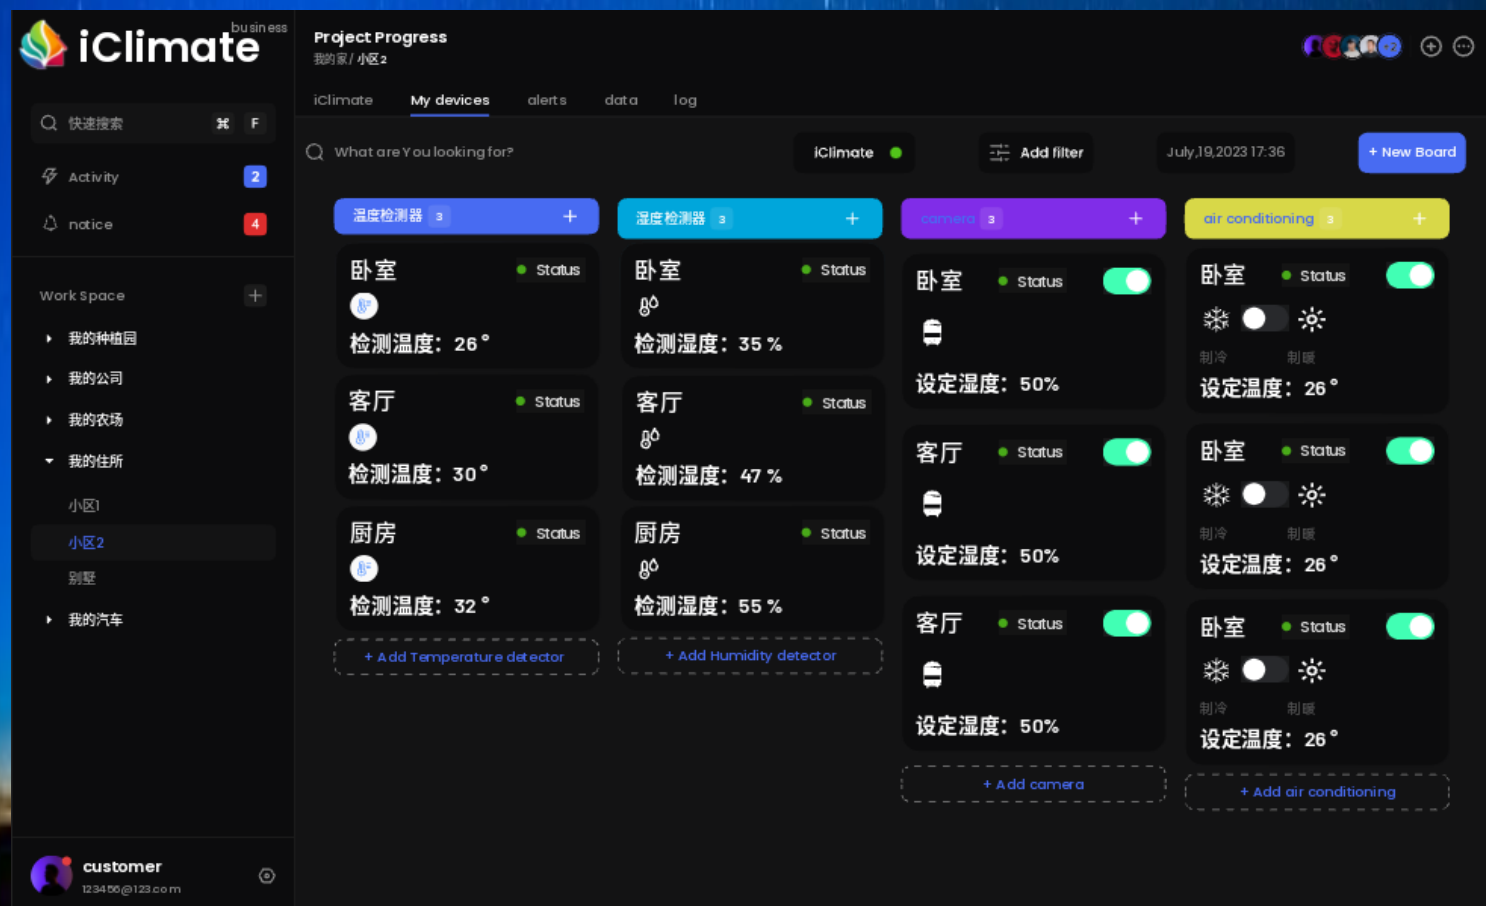 iClimate business
快速搜索 ⌘ F
Activity 2
notice 4
Work Space
我的种植园
我的公司
我的农场
我的住所
小区1
小区2
别墅
我的汽车
customer
123456@123.com
Project Progress
我的家/ 小区2
+2
iClimate My devices alerts data log
What are You looking for?
iClimate
Add filter
July,19,2023 17:36
+ New Board
温度检测器 3 +
卧室 Status
检测温度：26°
客厅 Status
检测温度：30°
厨房 Status
检测温度：32 °
+ Add Temperature detector
湿度检测器 3 +
卧室 Status
检测湿度：35 %
客厅 Status
检测湿度：47 %
厨房 Status
检测湿度：55 %
+ Add Humidity detector
camera 3 +
卧室 Status
设定湿度：50%
客厅 Status
设定湿度：50%
客厅 Status
设定湿度：50%
+ Add camera
air conditioning 3 +
卧室 Status
制冷 制暖
设定温度：26°
卧室 Status
制冷 制暖
设定温度：26°
卧室 Status
制冷 制暖
设定温度：26°
+ Add air conditioning